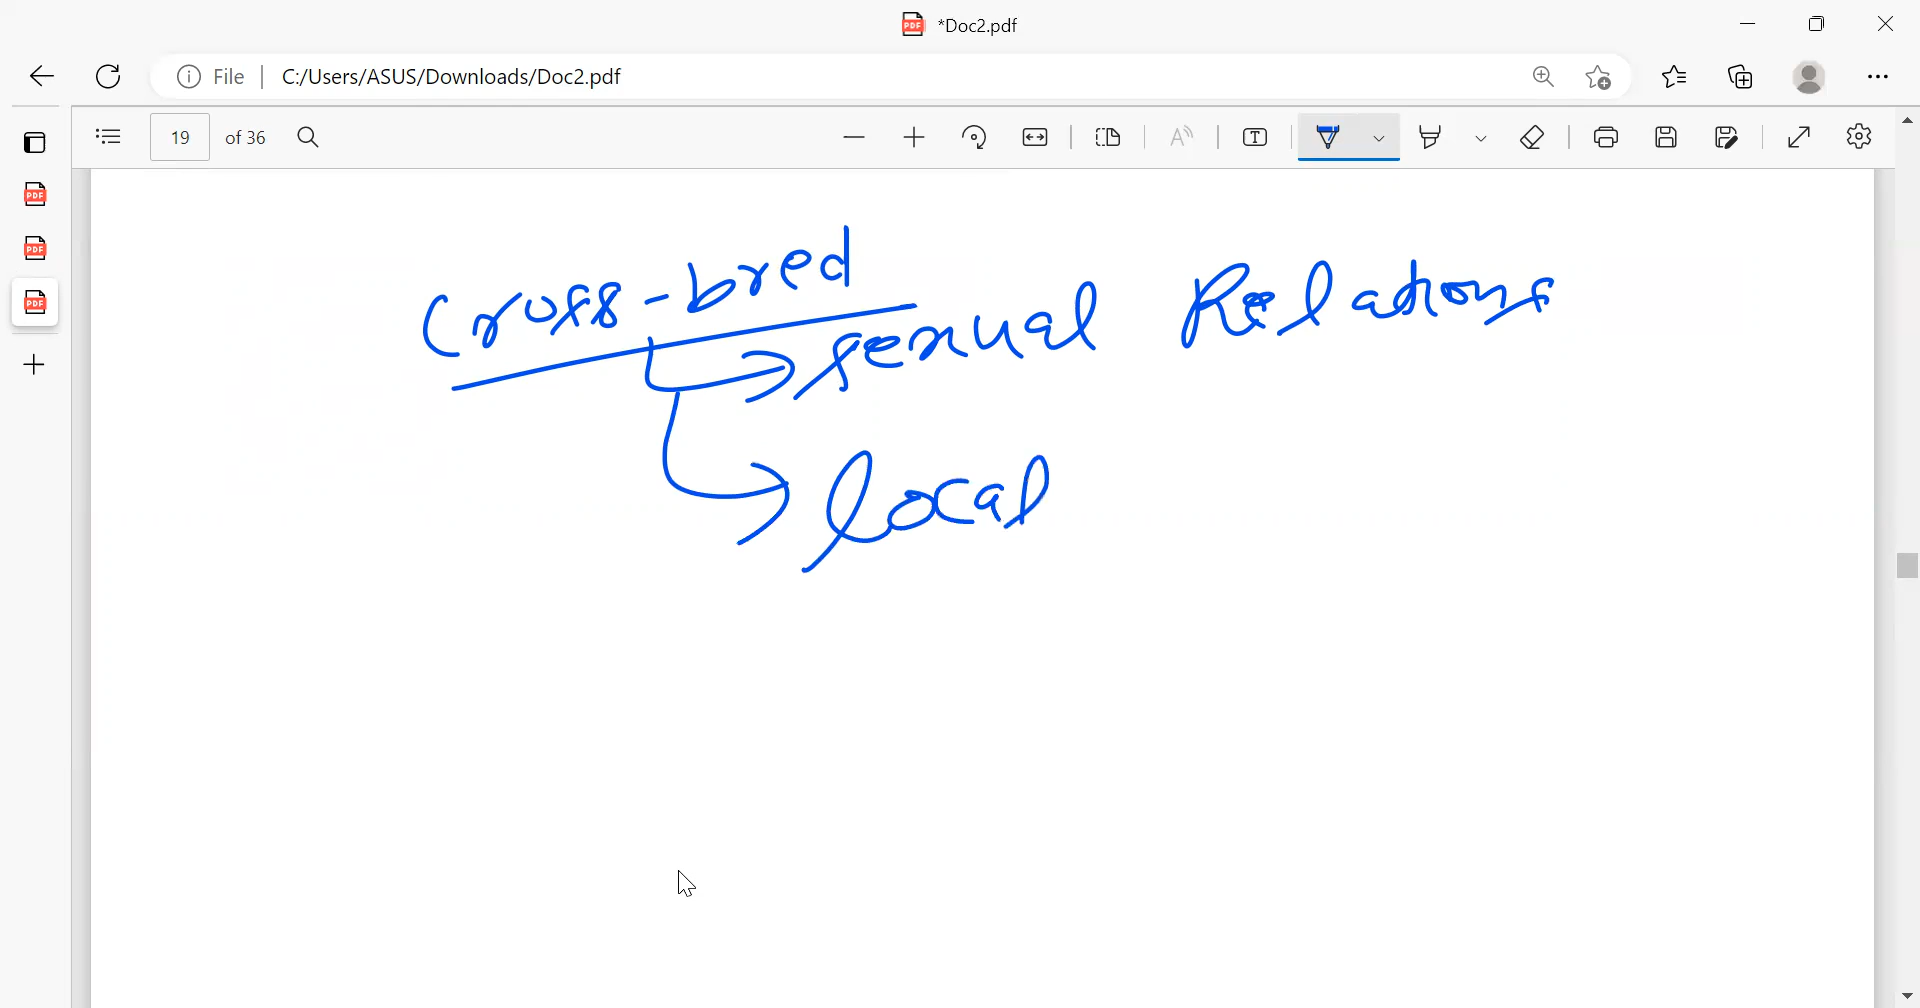 *Doc2.pdf
File | C:/Users/ASUS/Downloads/Doc2.pdf
19 of 36
Cross-bred
sexual Relations
local